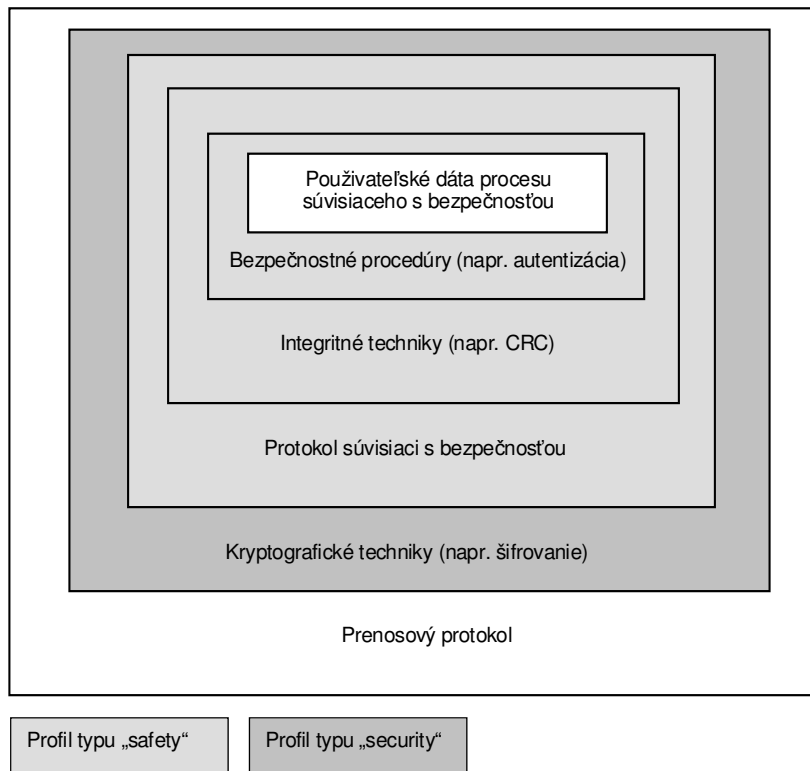 Používateľské dáta procesu
súvisiaceho s bezpečnosťou
Bezpečnostné procedúry (napr. autentizácia)
Integritné techniky (napr. CRC)
Protokol súvisiaci s bezpečnosťou
Kryptografické techniky (napr. šifrovanie)
Prenosový protokol
Profil typu „safety“
Profil typu „security“